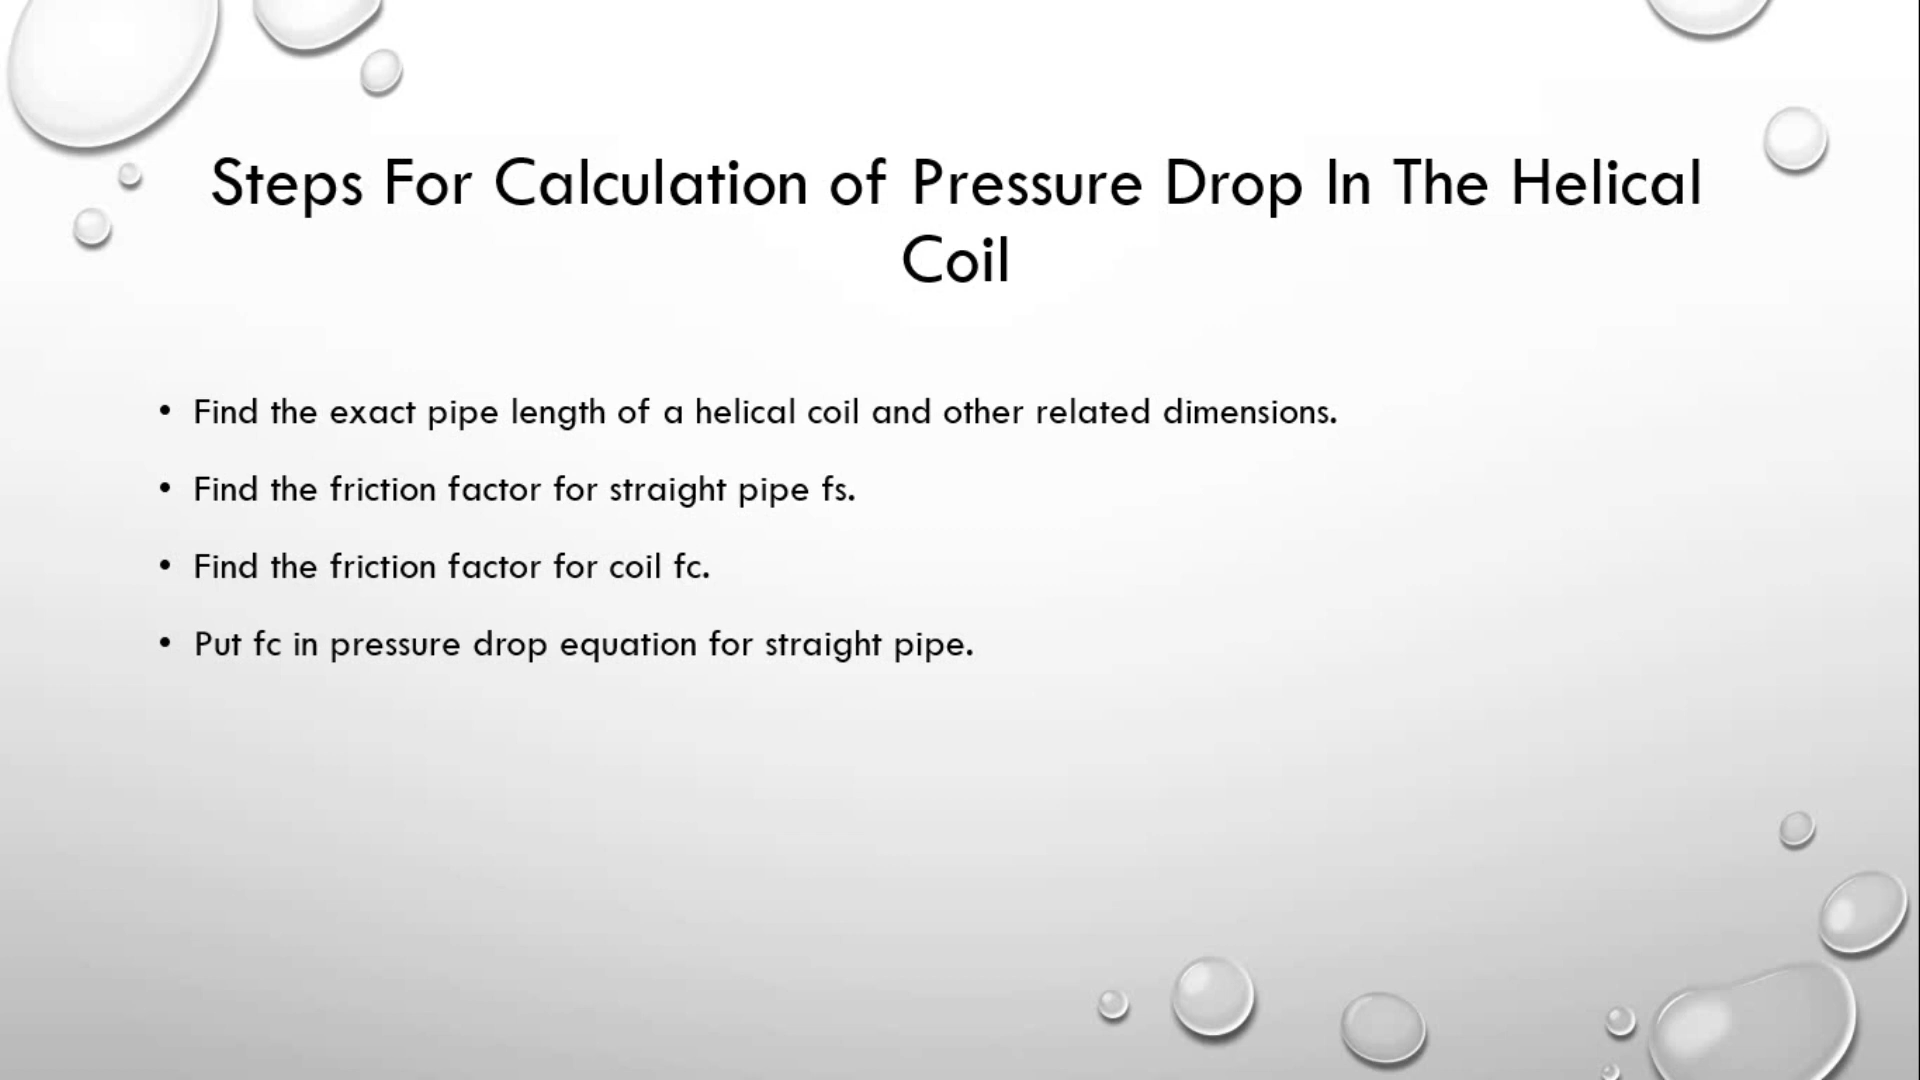 Steps For Calculation of Pressure Drop In The Helical
Coil
• Find the exact pipe length of a helical coil and other related dimensions.
• Find the friction factor for straight pipe fs.
• Find the friction factor for coil fc.
• Put fc in pressure drop equation for straight pipe.